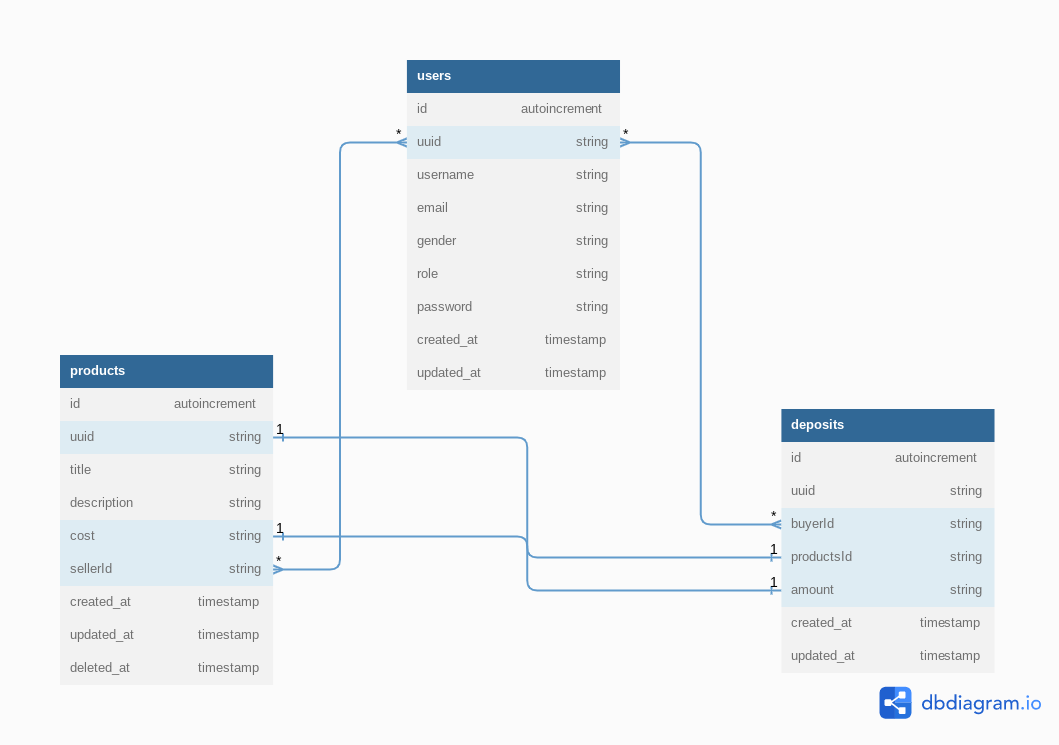 users
id autoincrement
* uuid string *
username string
email string
gender string
role string
password string
created_at timestamp
updated_at timestamp
products
id autoincrement
uuid string 1
title string
description string
cost string 1
sellerId string *
created_at timestamp
updated_at timestamp
deleted_at timestamp
deposits
id autoincrement
uuid string
* buyerId string
1 productsId string
1 amount string
created_at timestamp
updated_at timestamp
dbdiagram.io